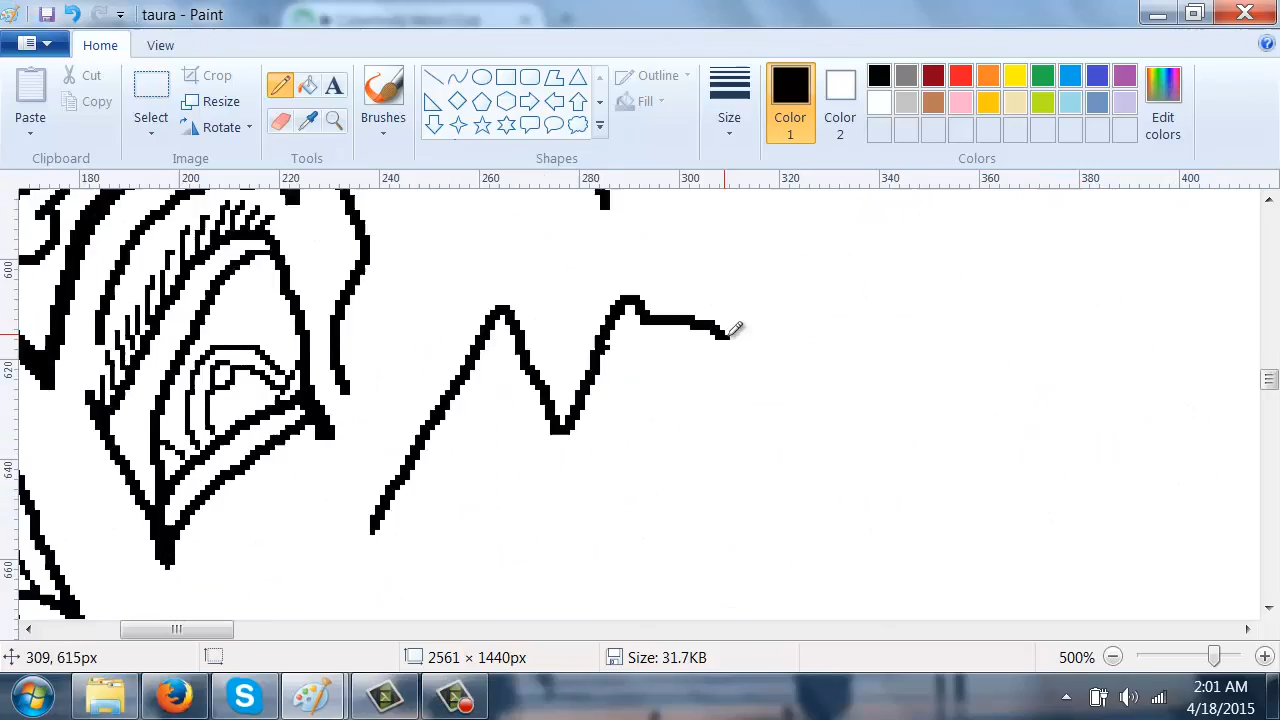 taura - Paint
Home View
Paste
Cut
Copy
Clipboard
Select
Crop
Resize
Rotate
Image
A
Tools
Brushes
Outline
Fill
Shapes
Size
Color 1
Color 2
Edit colors
Colors
180 200 220 240 260 280 300 320 340 360 380 400
600
620
640
660
309, 615px
2561 × 1440px
Size: 31.7KB
500%
2:01 AM
4/18/2015